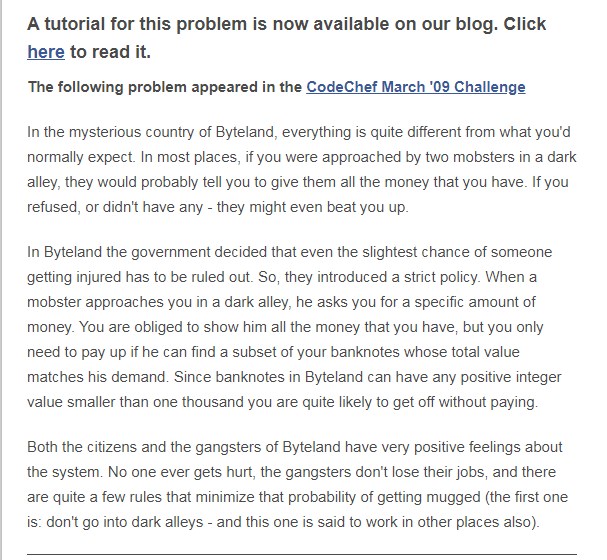 A tutorial for this problem is now available on our blog. Click
here to read it.
The following problem appeared in the CodeChef March '09 Challenge
In the mysterious country of Byteland, everything is quite different from what you'd
normally expect. In most places, if you were approached by two mobsters in a dark
alley, they would probably tell you to give them all the money that you have. If you
refused, or didn't have any - they might even beat you up.
In Byteland the government decided that even the slightest chance of someone
getting injured has to be ruled out. So, they introduced a strict policy. When a
mobster approaches you in a dark alley, he asks you for a specific amount of
money. You are obliged to show him all the money that you have, but you only
need to pay up if he can find a subset of your banknotes whose total value
matches his demand. Since banknotes in Byteland can have any positive integer
value smaller than one thousand you are quite likely to get off without paying.
Both the citizens and the gangsters of Byteland have very positive feelings about
the system. No one ever gets hurt, the gangsters don't lose their jobs, and there
are quite a few rules that minimize that probability of getting mugged (the first one
is: don't go into dark alleys - and this one is said to work in other places also).